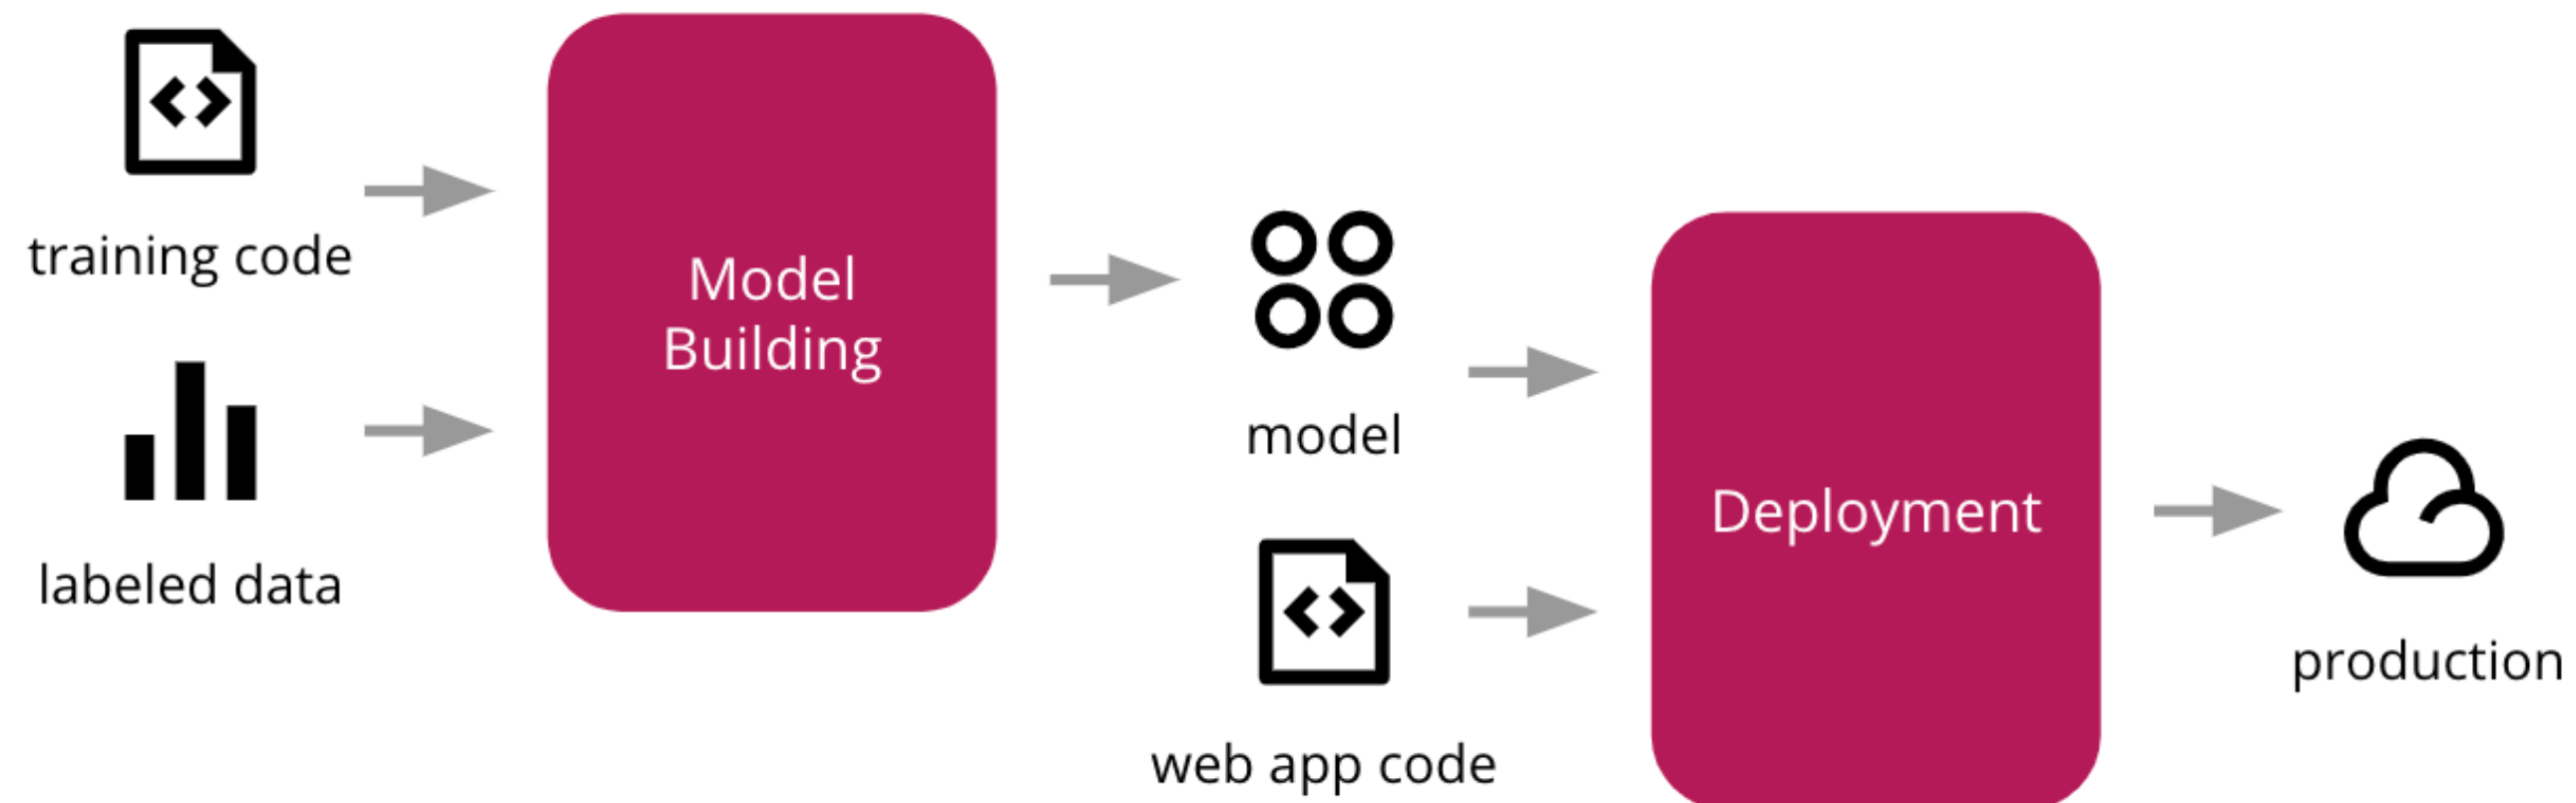 training code
labeled data
Model
Building
model
web app code
Deployment
production